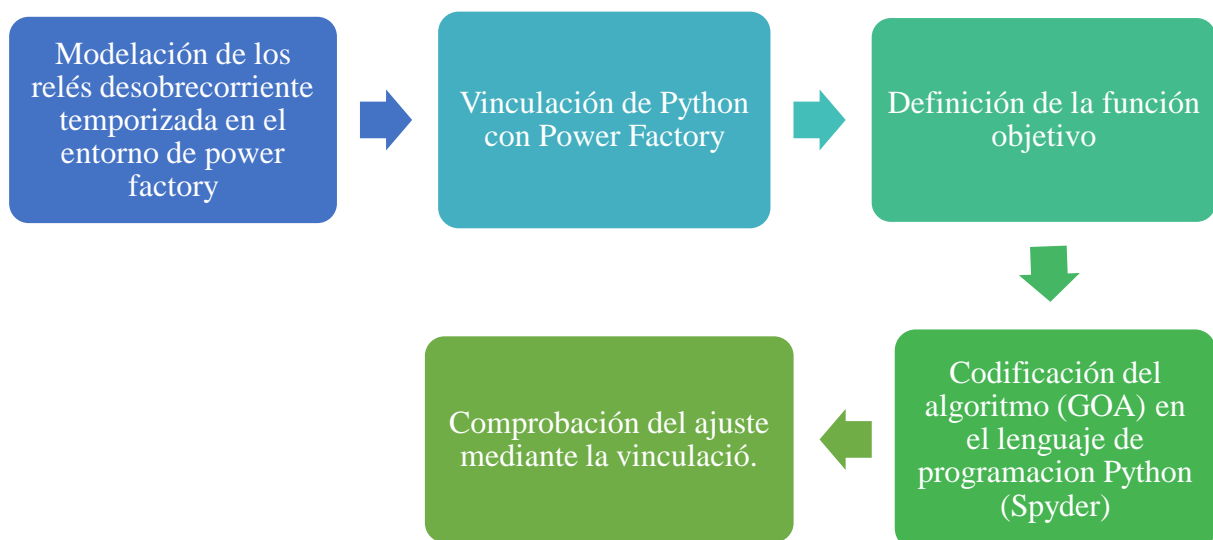 Modelación de los
relés desobrecorriente
temporizada en el
entorno de power
factory
Vinculación de Python
con Power Factory
Definición de la función
objetivo
Codificación del
algoritmo (GOA) en
el lenguaje de
programacion Python
(Spyder)
Comprobación del ajuste
mediante la vinculació.